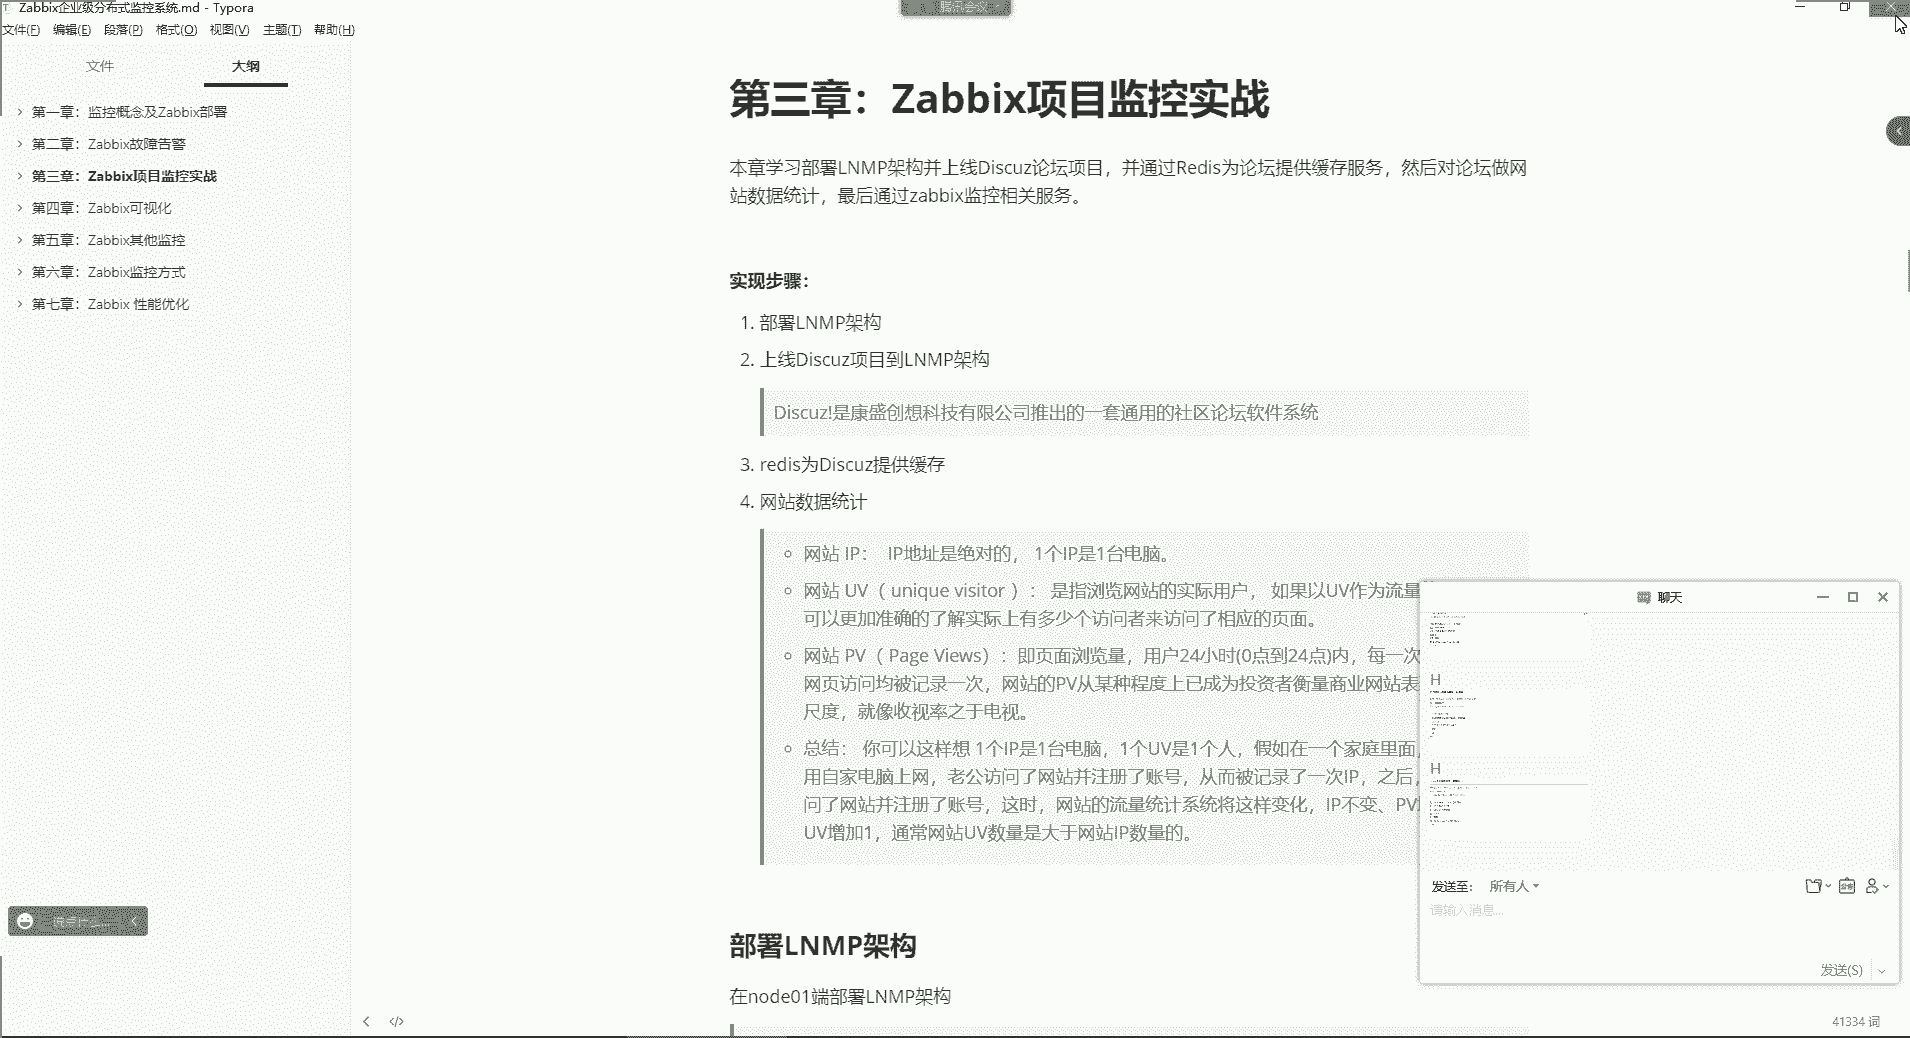 Zabbix企业级分布式监控系统.md - Typora
腾讯会议
文件(F) 编辑(E) 段落(P) 格式(O) 视图(V) 主题(T) 帮助(H)
文件 大纲
第一章：监控概念及Zabbix部署
第二章：Zabbix故障告警
第三章：Zabbix项目监控实战
第四章：Zabbix可视化
第五章：Zabbix其他监控
第六章：Zabbix监控方式
第七章：Zabbix 性能优化
第三章：Zabbix项目监控实战
本章学习部署LNMP架构并上线Discuz论坛项目，并通过Redis为论坛提供缓存服务，然后对论坛做网
站数据统计，最后通过zabbix监控相关服务。
实现步骤：
1. 部署LNMP架构
2. 上线Discuz项目到LNMP架构
Discuz!是康盛创想科技有限公司推出的一套通用的社区论坛软件系统
3. redis为Discuz提供缓存
4. 网站数据统计
网站 IP： IP地址是绝对的， 1个IP是1台电脑。
网站 UV（ unique visitor ）： 是指浏览网站的实际用户， 如果以UV作为流量
可以更加准确的了解实际上有多少个访问者来访问了相应的页面。
网站 PV（ Page Views）：即页面浏览量，用户24小时(0点到24点)内，每一次
网页访问均被记录一次，网站的PV从某种程度上已成为投资者衡量商业网站表
尺度，就像收视率之于电视。
总结： 你可以这样想 1个IP是1台电脑，1个UV是1个人，假如在一个家庭里面，
用自家电脑上网，老公访问了网站并注册了账号，从而被记录了一次IP，之后，
问了网站并注册了账号，这时，网站的流量统计系统将这样变化，IP不变、PV
UV增加1，通常网站UV数量是大于网站IP数量的。
部署LNMP架构
在node01端部署LNMP架构
聊天
H
H
发送至： 所有人
请输入消息...
发送(S)
说点什么...
</> 41334 词